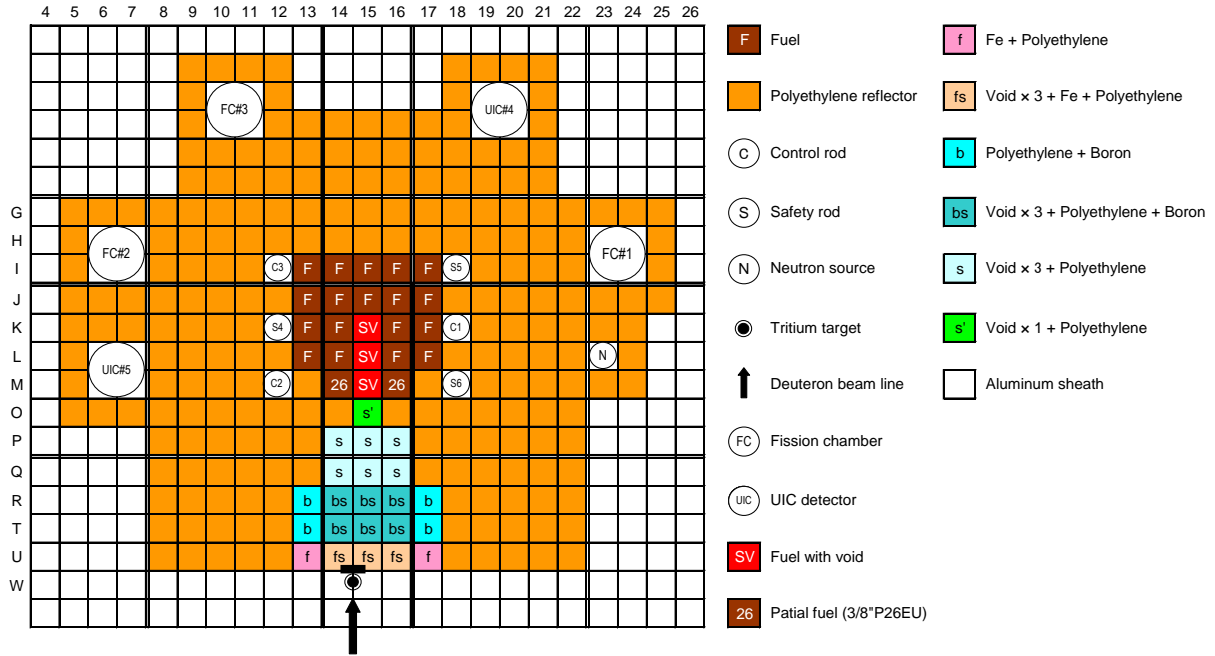 4 5 6 7 8 9 10 11 12 13 14 15 16 17 18 19 20 21 22 23 24 25 26
F Fuel f Fe + Polyethylene
Polyethylene reflector fs Void × 3 + Fe + Polyethylene
FC#3 UIC#4
C Control rod b Polyethylene + Boron
G S Safety rod bs Void × 3 + Polyethylene + Boron
H FC#2 FC#1
I C3 F F F F F S5 N Neutron source s Void × 3 + Polyethylene
J F F F F F
K S4 F F SV F F C1 Tritium target s' Void × 1 + Polyethylene
L UIC#5 F F SV F F N
M C2 26 SV 26 S6 Deuteron beam line Aluminum sheath
O s'
P s s s FC Fission chamber
Q s s s
R b bs bs bs b UIC UIC detector
T b bs bs bs b
U f fs fs fs f SV Fuel with void
W
26 Patial fuel (3/8"P26EU)